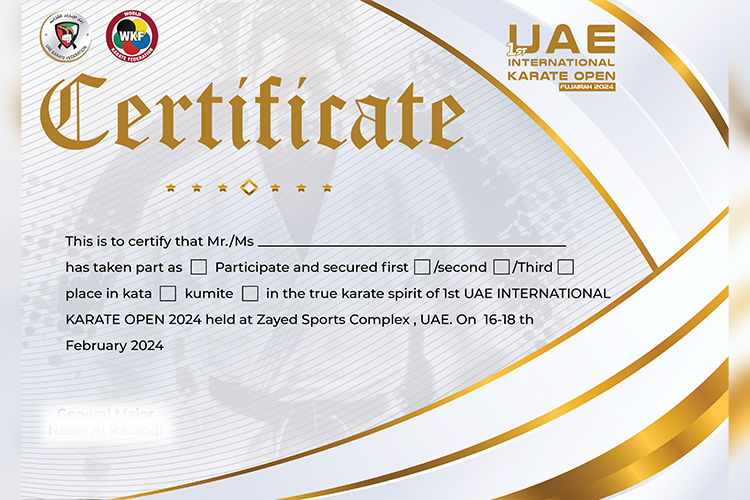 UAE KARATE FEDERATION
WORLD
WKF
KARATE FEDERATION
1ST UAE
INTERNATIONAL
KARATE OPEN
FUJAIRAH 2024
Certificate
This is to certify that Mr./Ms
has taken part as Participate and secured first /second /Third
place in kata kumite in the true karate spirit of 1st UAE INTERNATIONAL
KARATE OPEN 2024 held at Zayed Sports Complex , UAE. On 16-18 th
February 2024
General Major
Naser Al Razzuqi